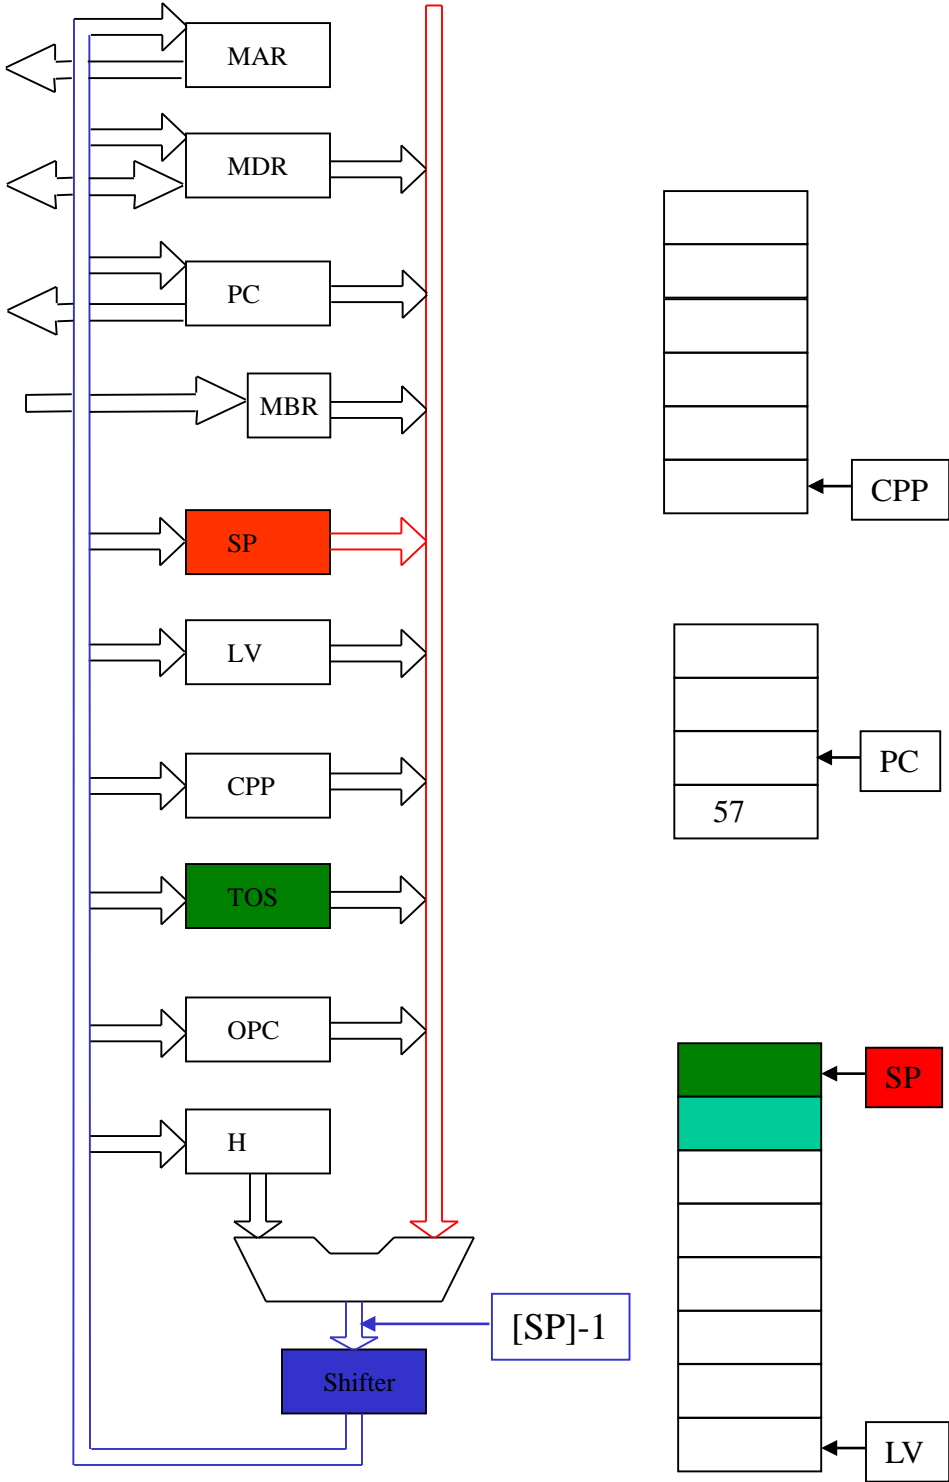 MAR
MDR
PC
MBR
SP
LV
CPP
TOS
OPC
H
[SP]-1
Shifter
CPP
PC
57
SP
LV